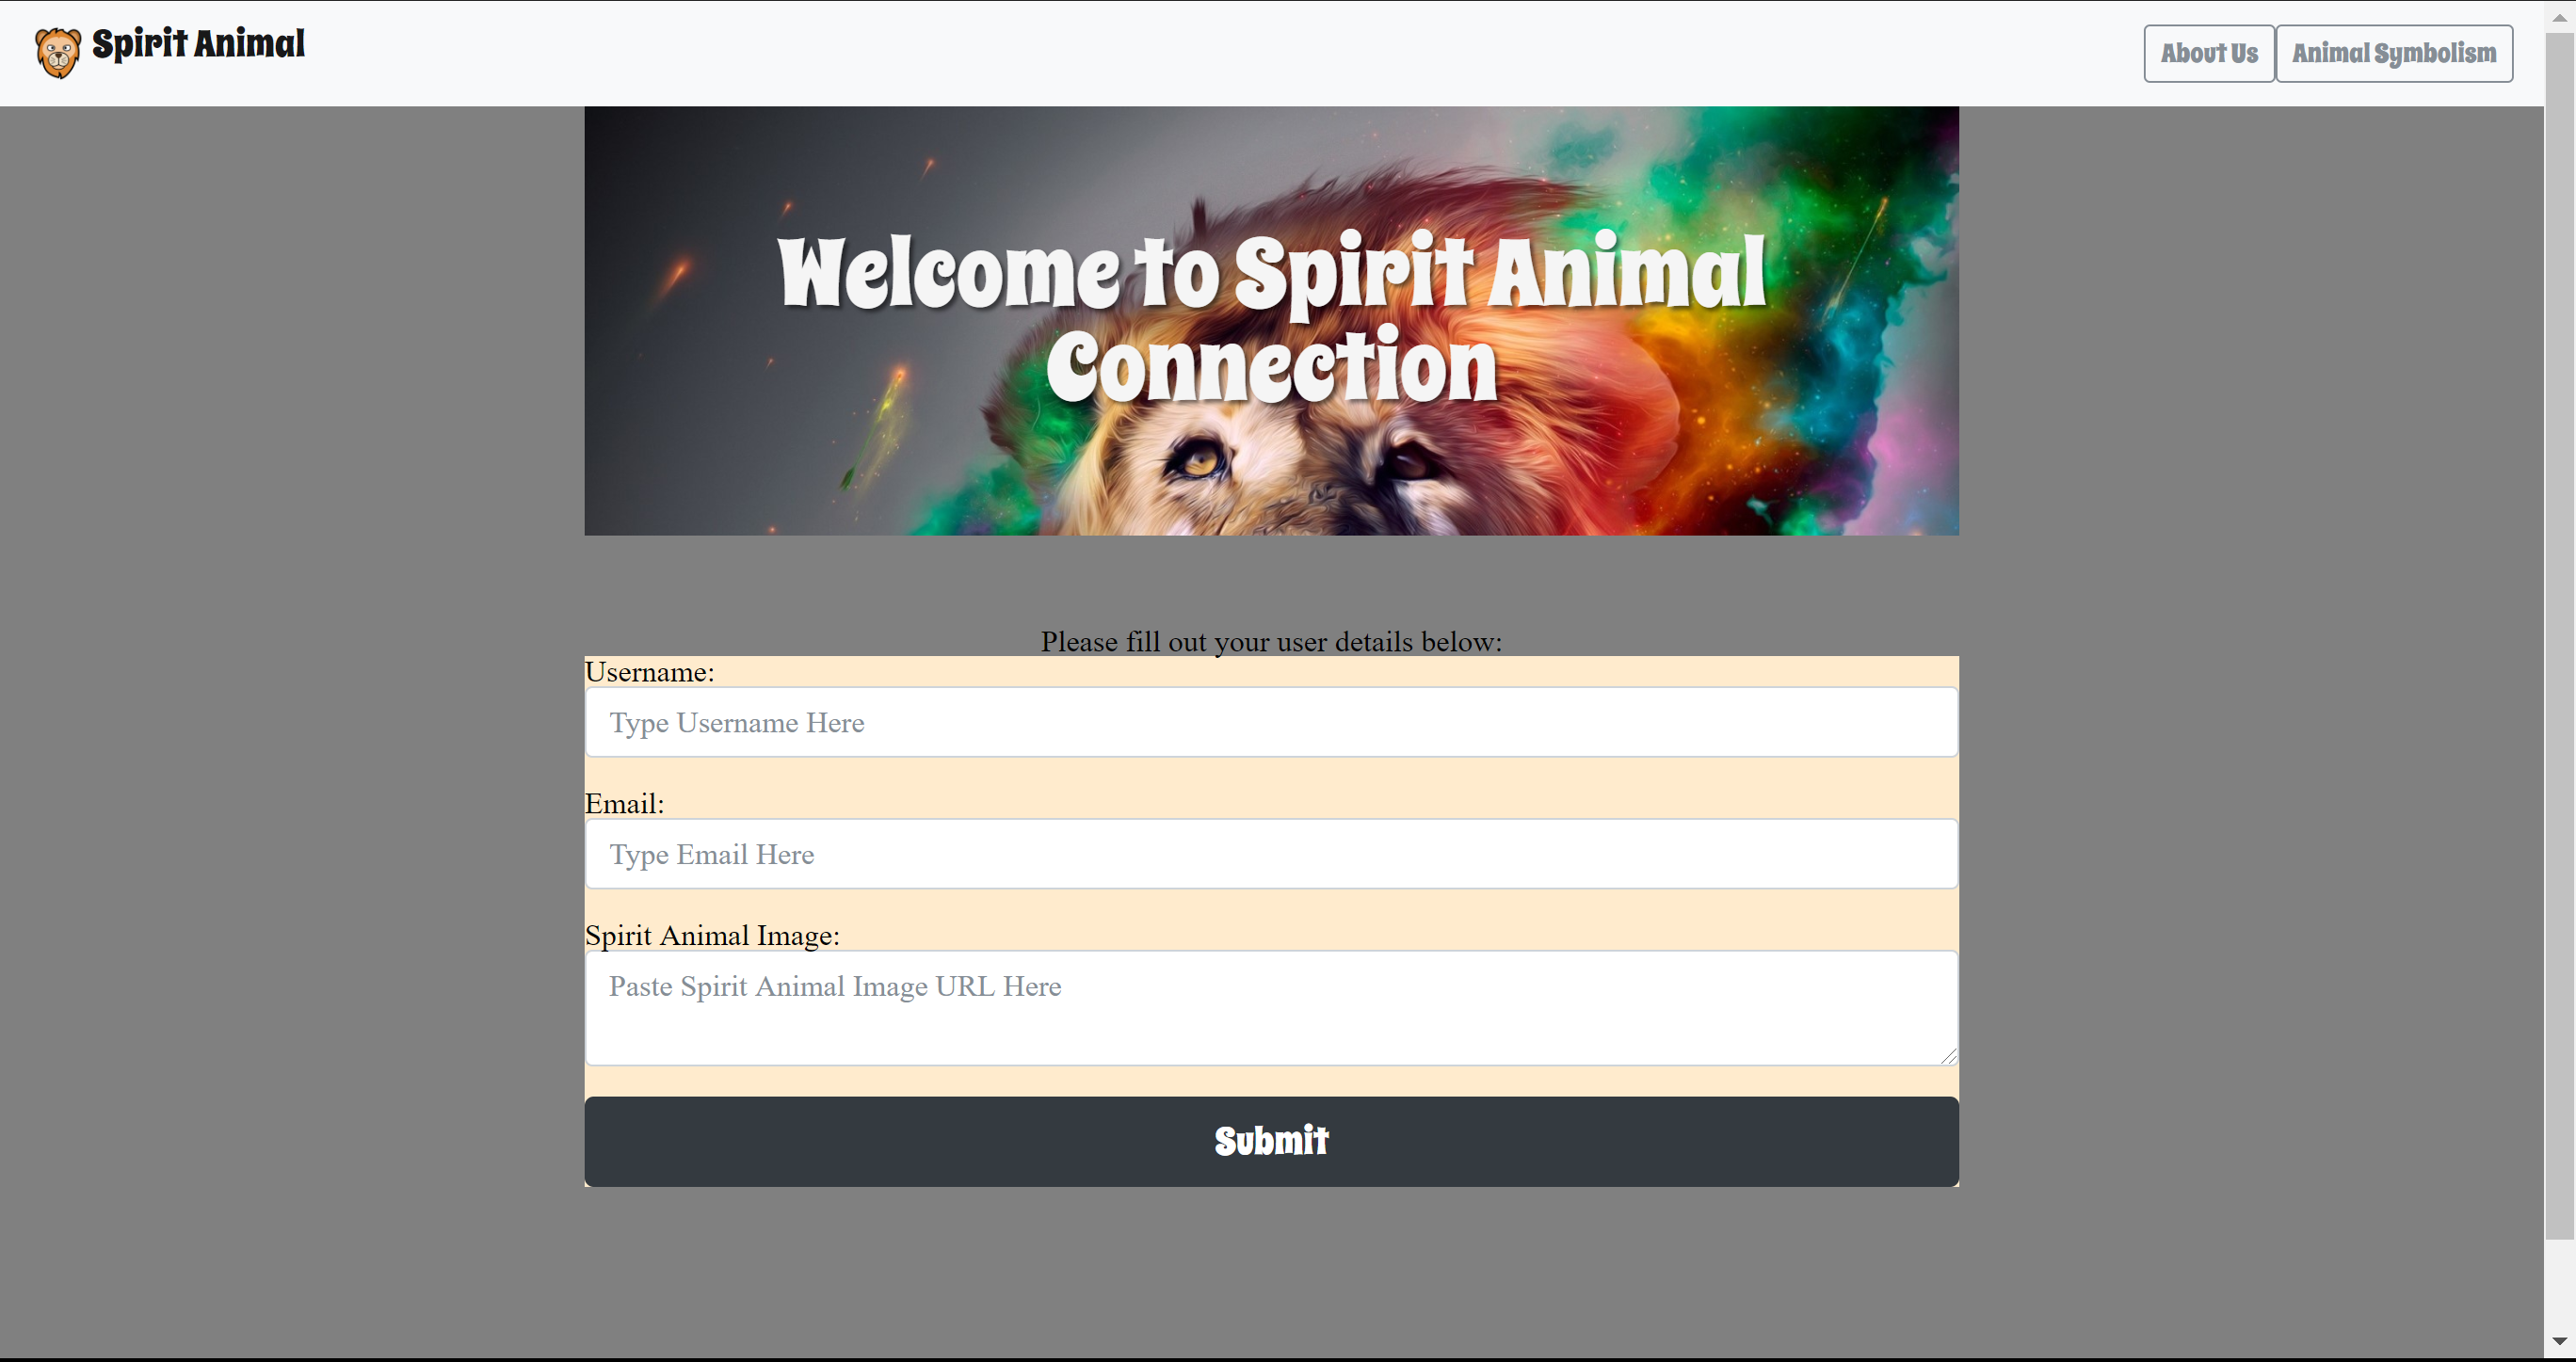 Spirit Animal
About Us
Animal Symbolism
Welcome to Spirit Animal
Connection
Please fill out your user details below:
Username:
Type Username Here
Email:
Type Email Here
Spirit Animal Image:
Paste Spirit Animal Image URL Here
Submit